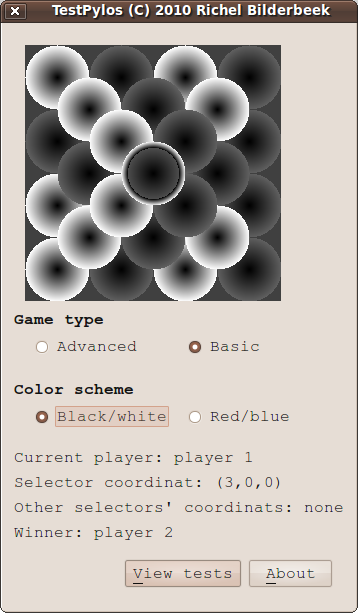 TestPylos (C) 2010 Richel Bilderbeek
Game type
Advanced Basic
Color scheme
Black/white Red/blue
Current player: player 1
Selector coordinat: (3,0,0)
Other selectors' coordinats: none
Winner: player 2
View tests About